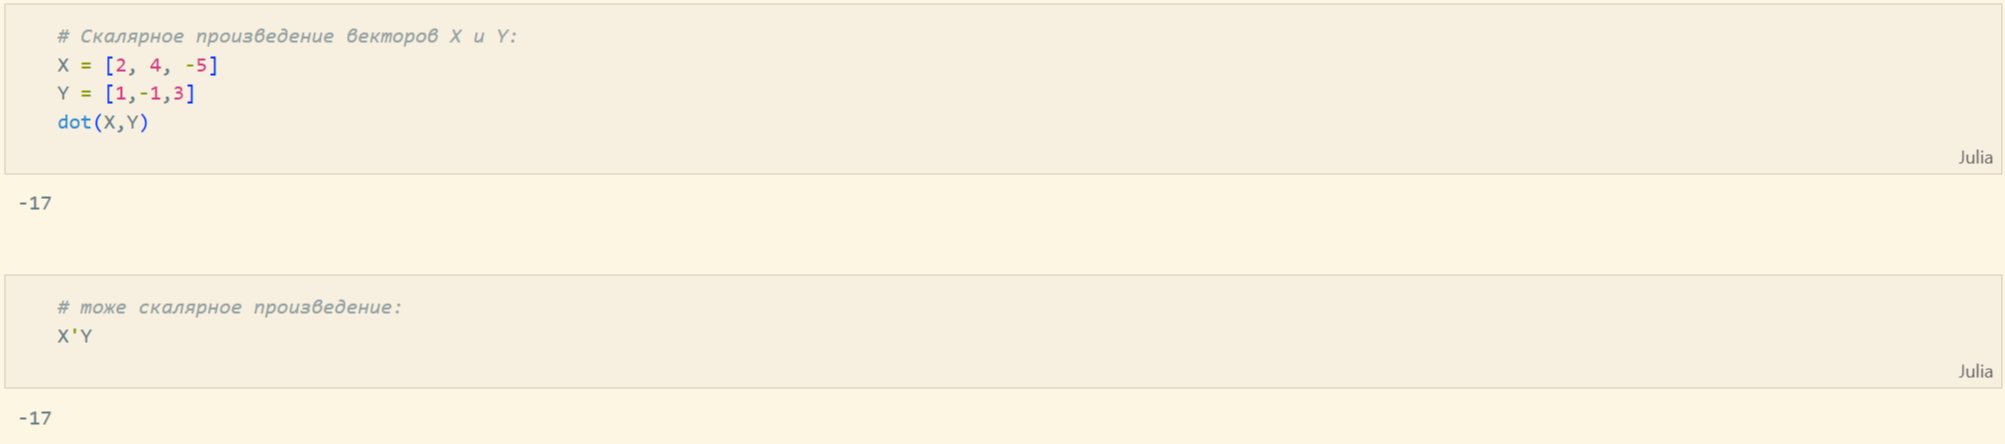 # Скалярное произведение векторов X и Y:
X = [2, 4, -5]
Y = [1,-1,3]
dot(X,Y)
Julia
-17
# тоже скалярное произведение:
X'Y
Julia
-17